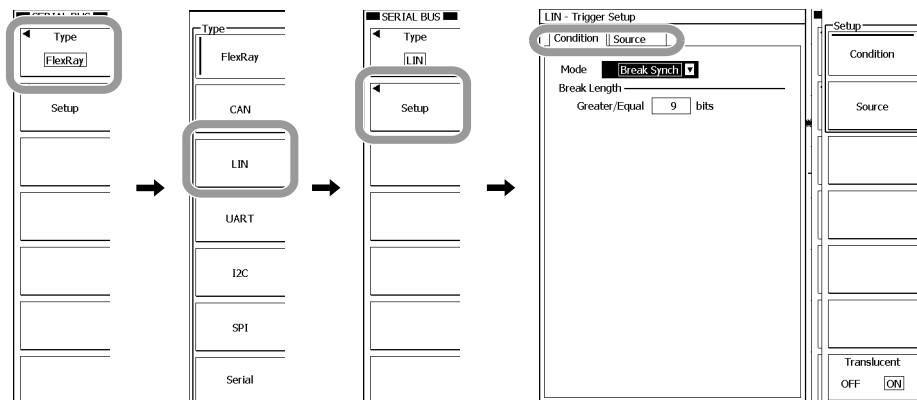 SERIAL BUS
Type
FlexRay
Setup
Type
FlexRay
CAN
LIN
UART
I2C
SPI
Serial
SERIAL BUS
Type
LIN
Setup
LIN - Trigger Setup
Condition Source
Mode Break Synch
Break Length
Greater/Equal 9 bits
Setup
Condition
Source
Translucent
OFF ON